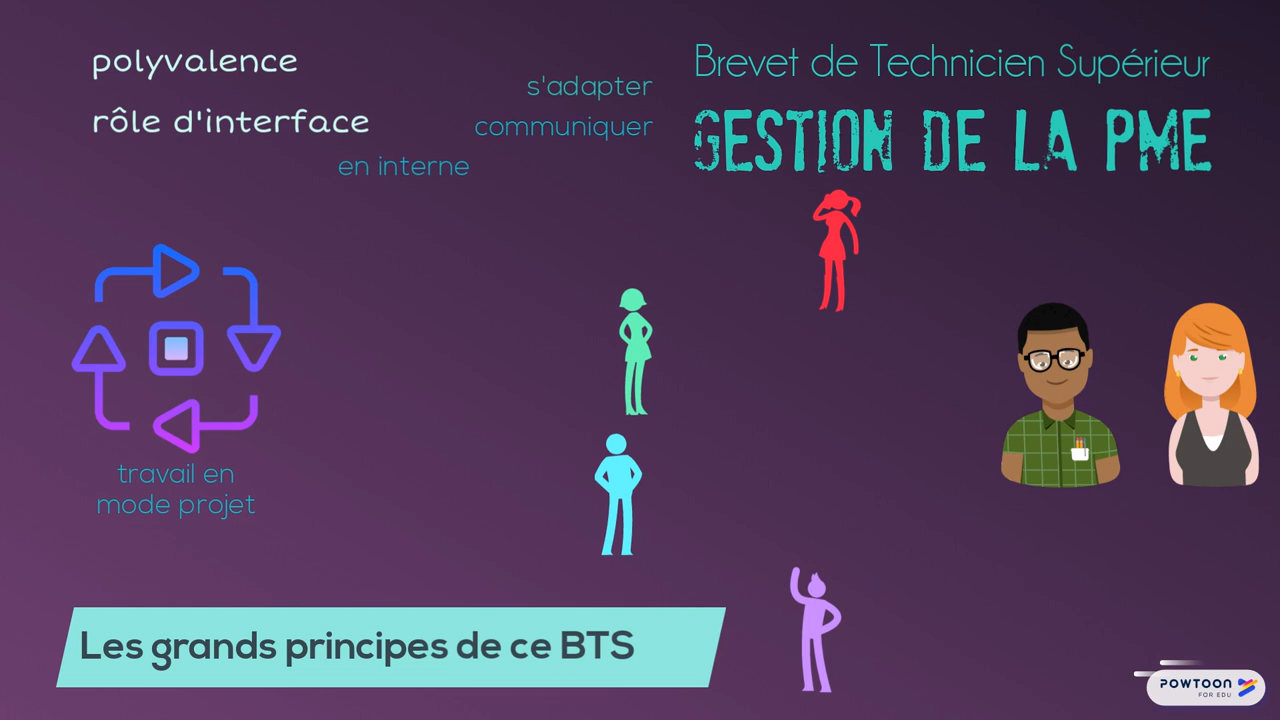 polyvalence
rôle d'interface
en interne
s'adapter
communiquer
Brevet de Technicien Supérieur
GESTION DE LA PME
travail en
mode projet
Les grands principes de ce BTS
POWTOON
FOR EDU